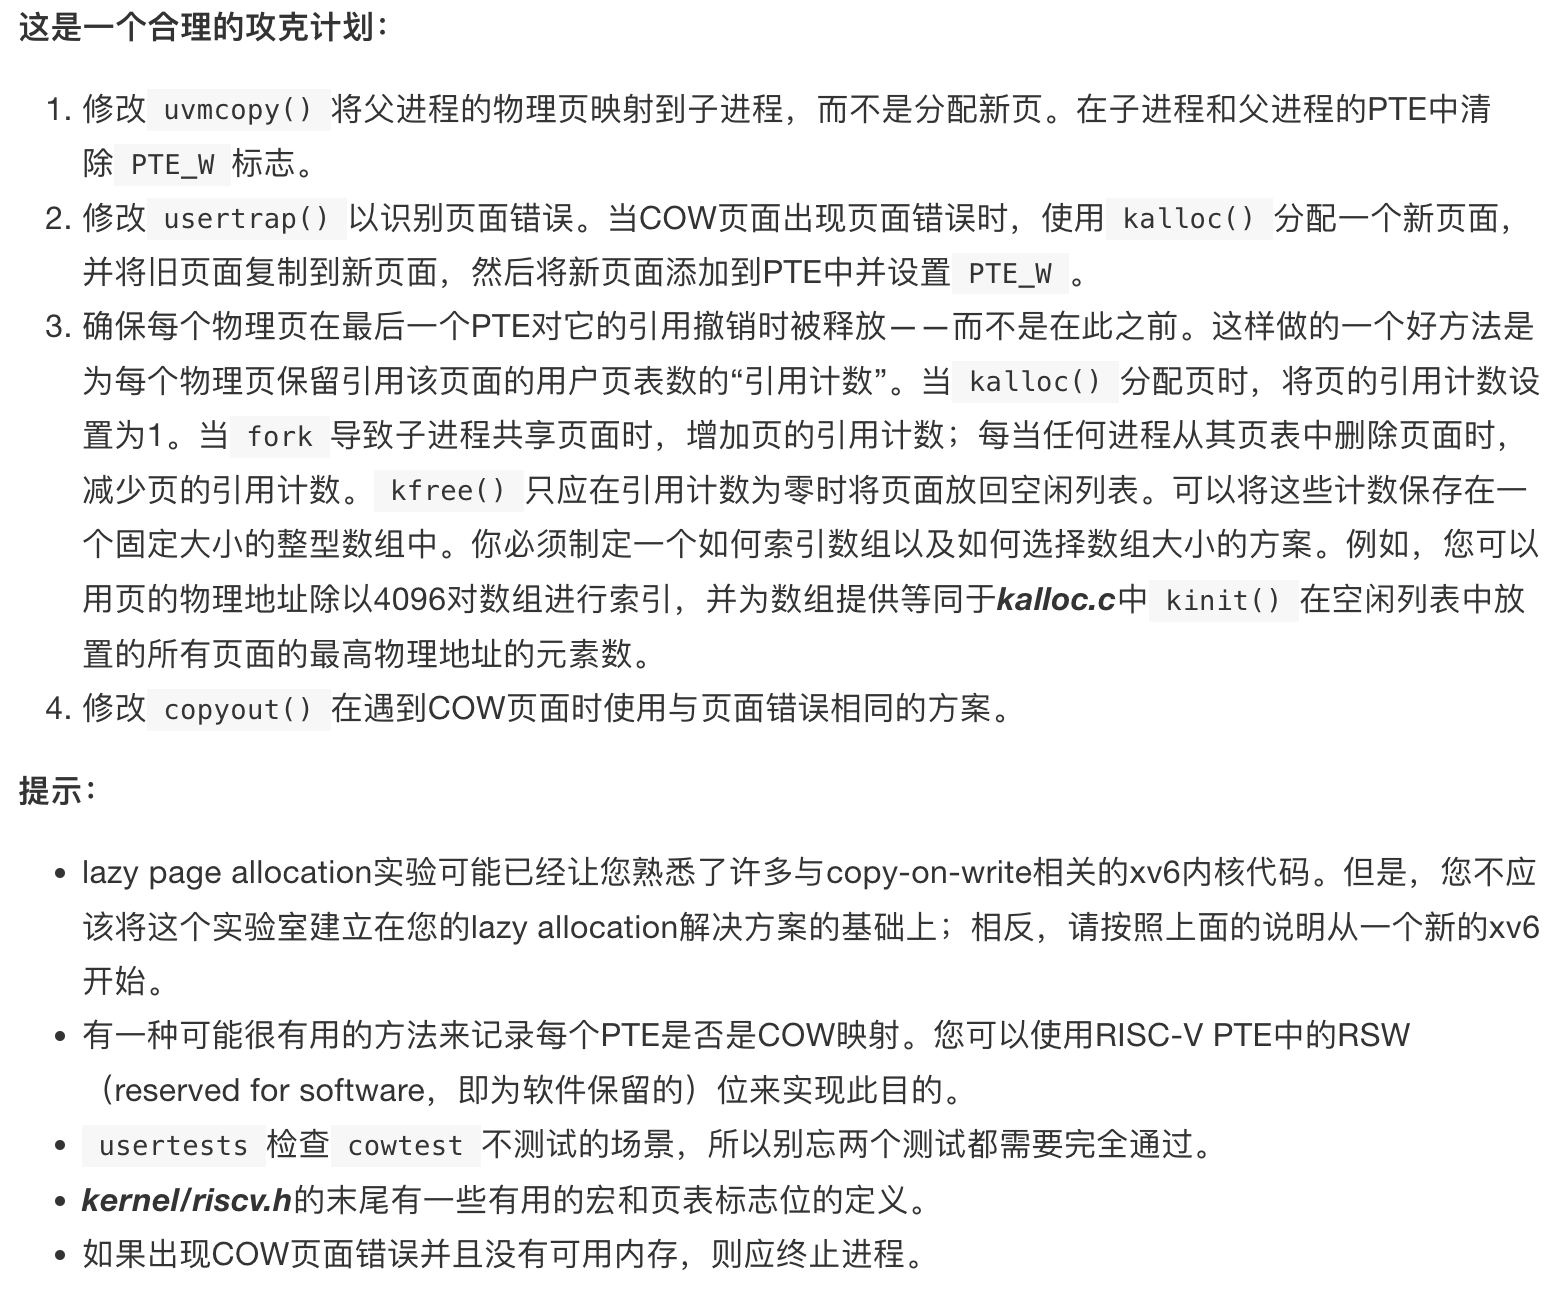 这是一个合理的攻克计划：
1. 修改 uvmcopy() 将父进程的物理页映射到子进程，而不是分配新页。在子进程和父进程的PTE中清
除 PTE_W 标志。
2. 修改 usertrap() 以识别页面错误。当COW页面出现页面错误时，使用 kalloc() 分配一个新页面，
并将旧页面复制到新页面，然后将新页面添加到PTE中并设置 PTE_W 。
3. 确保每个物理页在最后一个PTE对它的引用撤销时被释放——而不是在此之前。这样做的一个好方法是
为每个物理页保留引用该页面的用户页表数的“引用计数”。当 kalloc() 分配页时，将页的引用计数设
置为1。当 fork 导致子进程共享页面时，增加页的引用计数；每当任何进程从其页表中删除页面时，
减少页的引用计数。 kfree() 只应在引用计数为零时将页面放回空闲列表。可以将这些计数保存在一
个固定大小的整型数组中。你必须制定一个如何索引数组以及如何选择数组大小的方案。例如，您可以
用页的物理地址除以4096对数组进行索引，并为数组提供等同于kalloc.c中 kinit() 在空闲列表中放
置的所有页面的最高物理地址的元素数。
4. 修改 copyout() 在遇到COW页面时使用与页面错误相同的方案。
提示：
• lazy page allocation实验可能已经让您熟悉了许多与copy-on-write相关的xv6内核代码。但是，您不应
该将这个实验室建立在您的lazy allocation解决方案的基础上；相反，请按照上面的说明从一个新的xv6
开始。
• 有一种可能很有用的方法来记录每个PTE是否是COW映射。您可以使用RISC-V PTE中的RSW
（reserved for software，即为软件保留的）位来实现此目的。
• usertests 检查 cowtest 不测试的场景，所以别忘两个测试都需要完全通过。
• kernel/riscv.h的末尾有一些有用的宏和页表标志位的定义。
• 如果出现COW页面错误并且没有可用内存，则应终止进程。